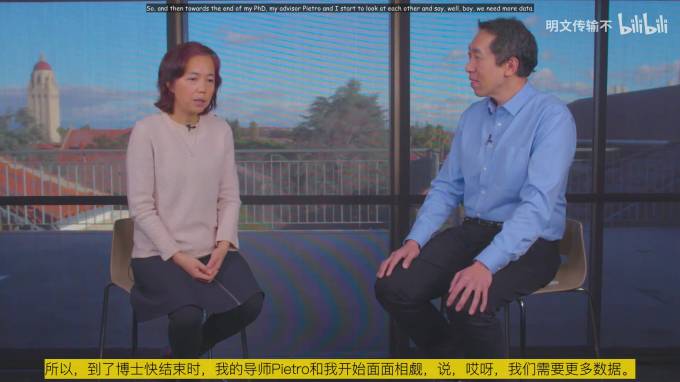 So, and then towards the end of my PhD, my advisor Pietro and I start to look at each other and say, well, boy, we need more data.
明文传输不 bilibili
所以，到了博士快结束时，我的导师Pietro和我开始面面相觑，说，哎呀，我们需要更多数据。